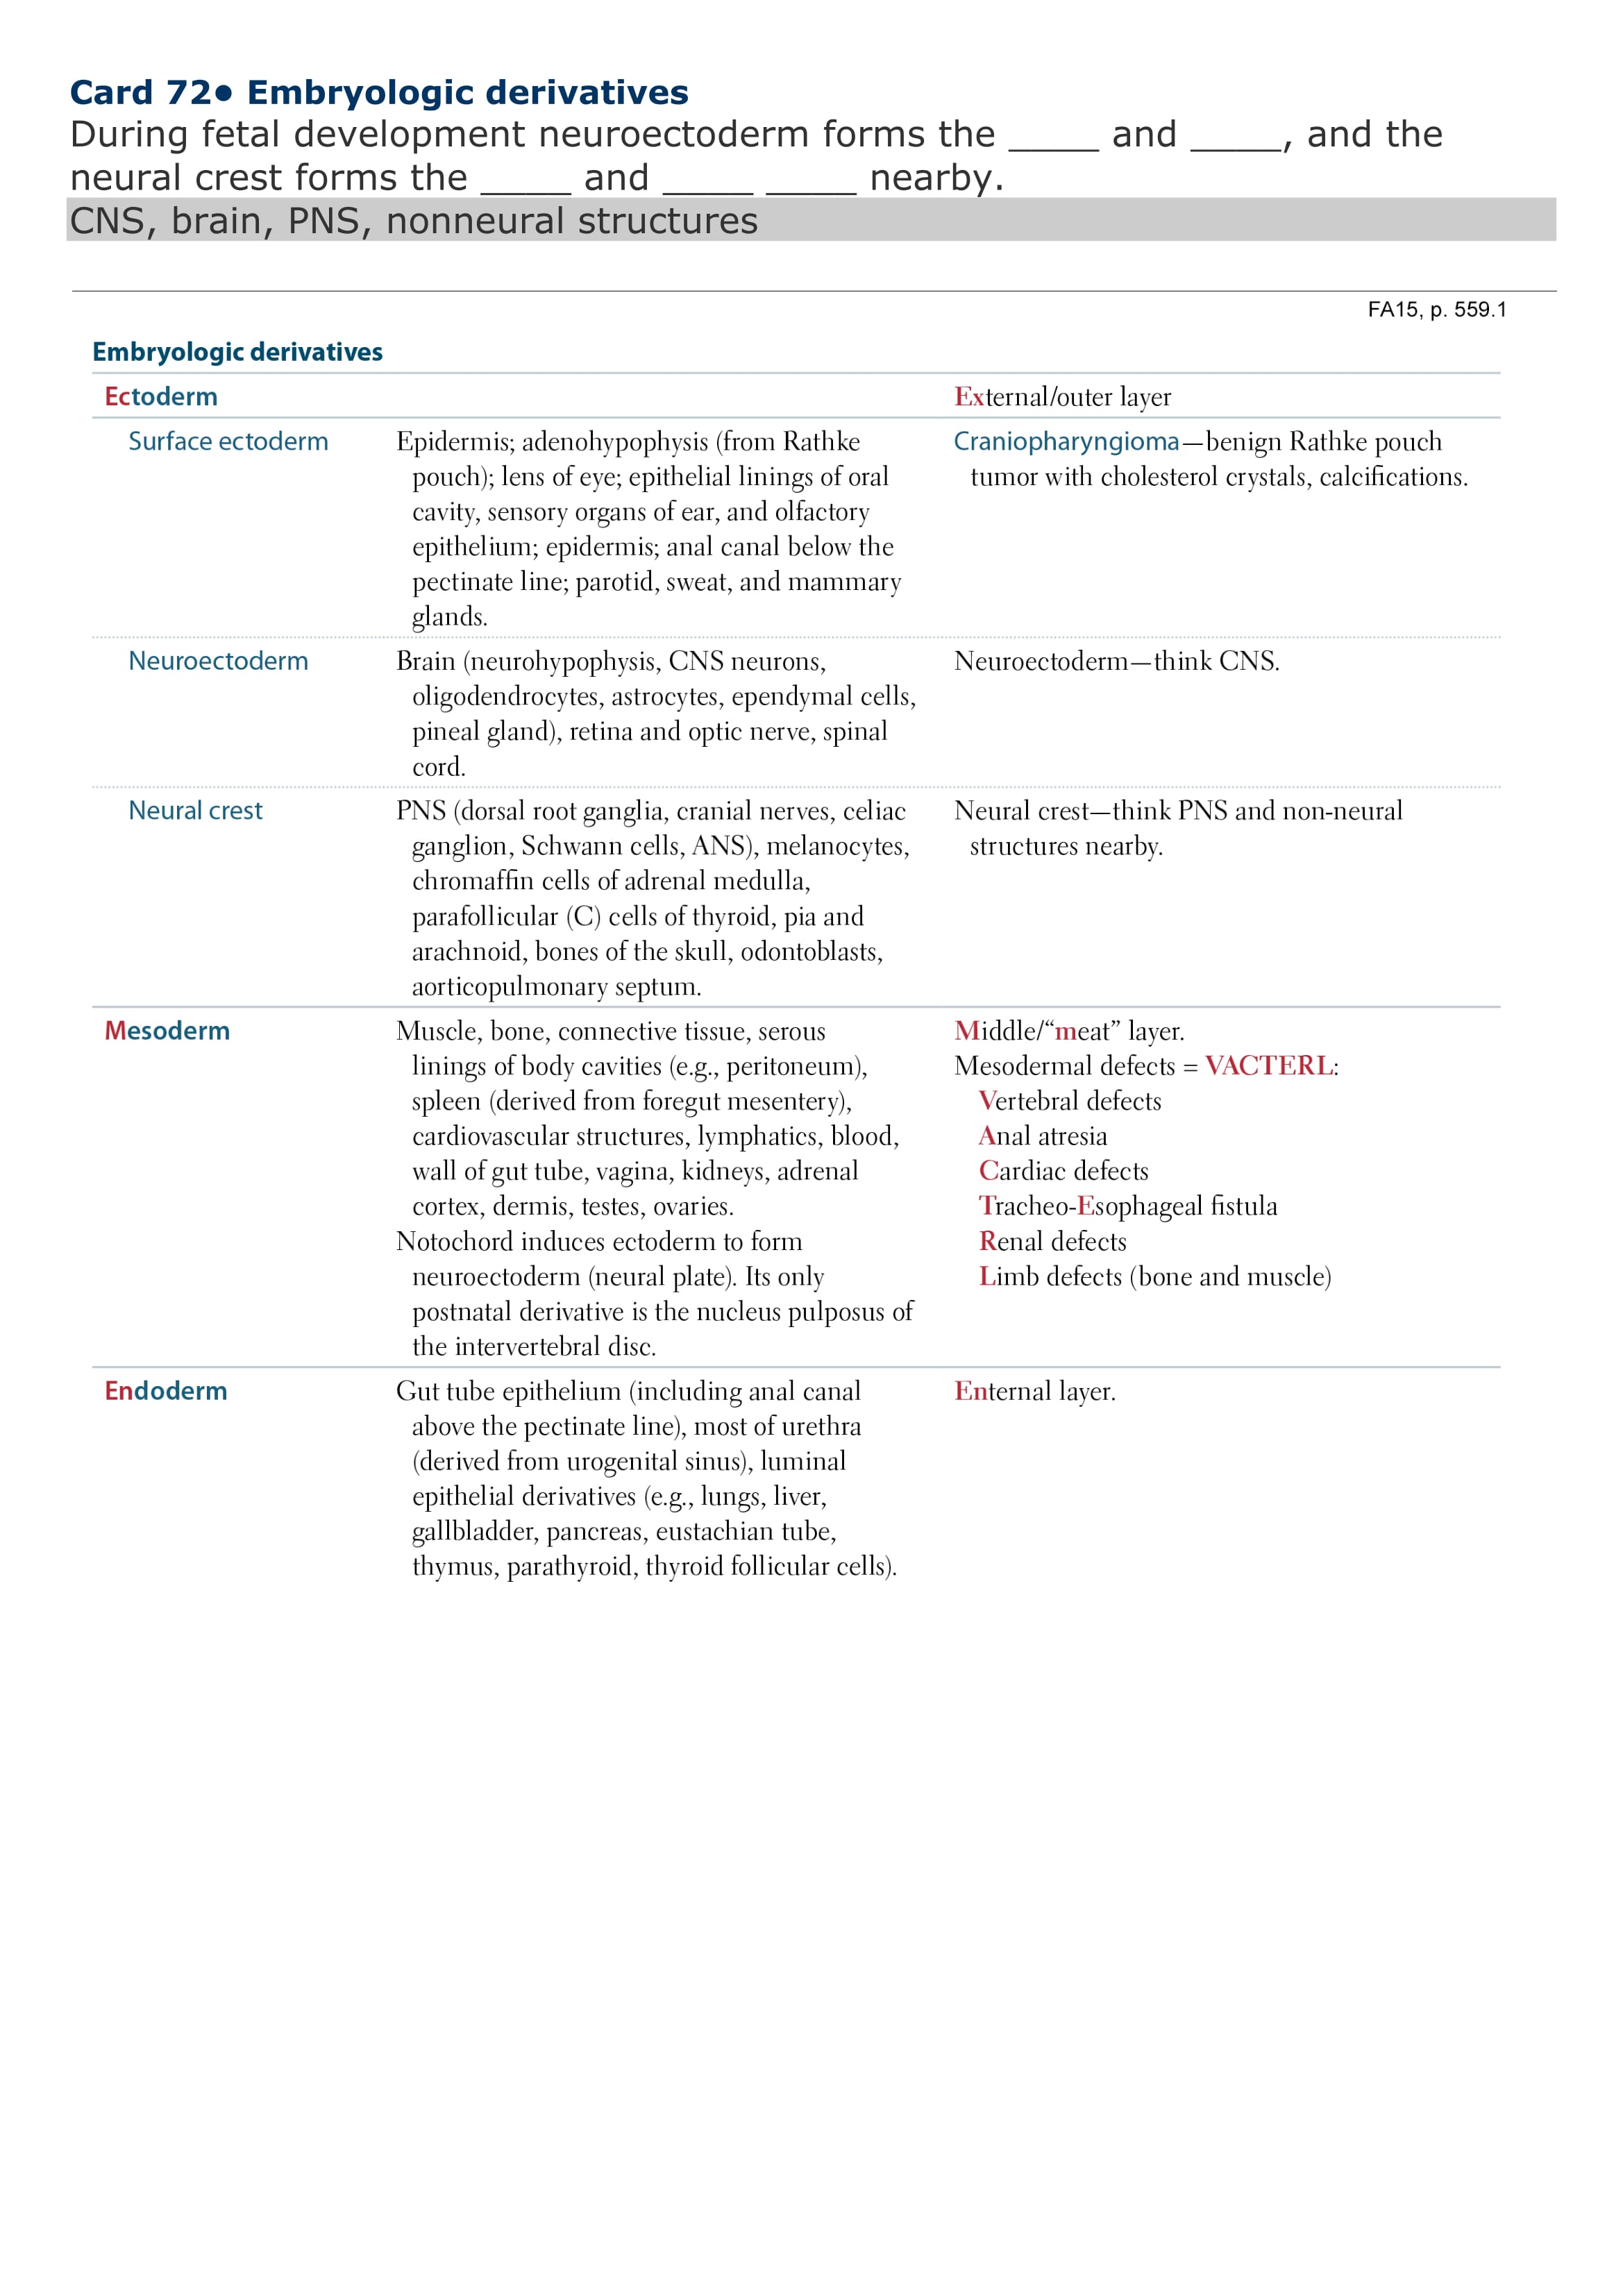 Card 72• Embryologic derivatives
During fetal development neuroectoderm forms the ____ and ____, and the
neural crest forms the ____ and ____ ____ nearby.
CNS, brain, PNS, nonneural structures
FA15, p. 559.1
Embryologic derivatives
Ectoderm
External/outer layer
Surface ectoderm
Epidermis; adenohypophysis (from Rathke
pouch); lens of eye; epithelial linings of oral
cavity, sensory organs of ear, and olfactory
epithelium; epidermis; anal canal below the
pectinate line; parotid, sweat, and mammary
glands.
Craniopharyngioma—benign Rathke pouch
tumor with cholesterol crystals, calcifications.
Neuroectoderm
Brain (neurohypophysis, CNS neurons,
oligodendrocytes, astrocytes, ependymal cells,
pineal gland), retina and optic nerve, spinal
cord.
Neuroectoderm—think CNS.
Neural crest
PNS (dorsal root ganglia, cranial nerves, celiac
ganglion, Schwann cells, ANS), melanocytes,
chromaffin cells of adrenal medulla,
parafollicular (C) cells of thyroid, pia and
arachnoid, bones of the skull, odontoblasts,
aorticopulmonary septum.
Neural crest—think PNS and non-neural
structures nearby.
Mesoderm
Muscle, bone, connective tissue, serous
linings of body cavities (e.g., peritoneum),
spleen (derived from foregut mesentery),
cardiovascular structures, lymphatics, blood,
wall of gut tube, vagina, kidneys, adrenal
cortex, dermis, testes, ovaries.
Notochord induces ectoderm to form
neuroectoderm (neural plate). Its only
postnatal derivative is the nucleus pulposus of
the intervertebral disc.
Middle/“meat” layer.
Mesodermal defects = VACTERL:
Vertebral defects
Anal atresia
Cardiac defects
Tracheo-Esophageal fistula
Renal defects
Limb defects (bone and muscle)
Endoderm
Gut tube epithelium (including anal canal
above the pectinate line), most of urethra
(derived from urogenital sinus), luminal
epithelial derivatives (e.g., lungs, liver,
gallbladder, pancreas, eustachian tube,
thymus, parathyroid, thyroid follicular cells).
Enternal layer.